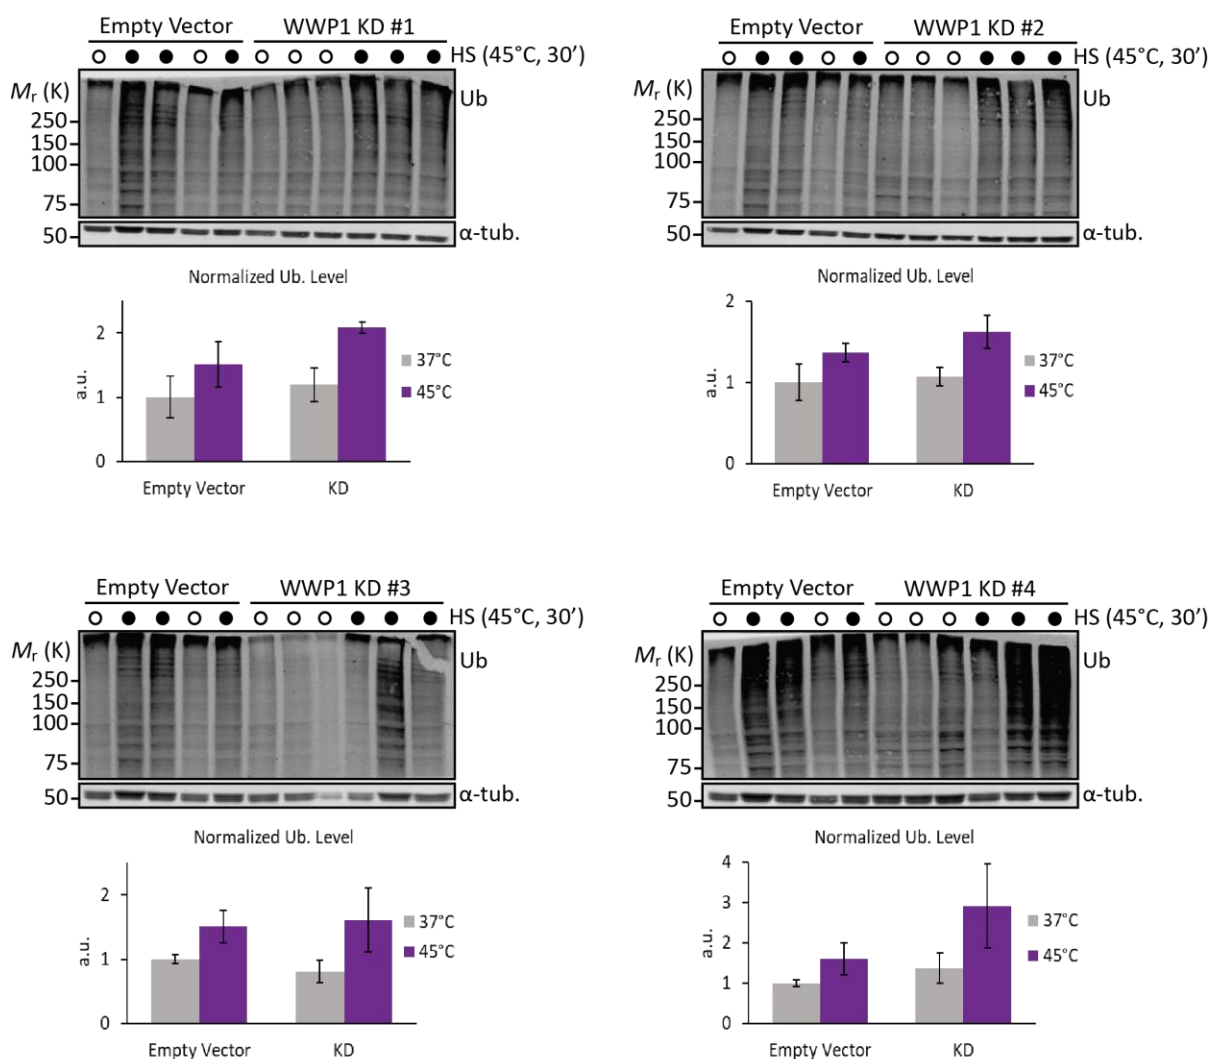 Empty Vector WWP1 KD #1
HS (45°C, 30′)
Mr (K)
Ub
250
150
100
75
50
α-tub.
Normalized Ub. Level
2
1
0
a.u.
37°C
45°C
Empty Vector KD
Empty Vector WWP1 KD #2
HS (45°C, 30′)
Mr (K)
Ub
250
150
100
75
50
α-tub.
Normalized Ub. Level
2
1
0
a.u.
37°C
45°C
Empty Vector KD
Empty Vector WWP1 KD #3
HS (45°C, 30′)
Mr (K)
Ub
250
150
100
75
50
α-tub.
Normalized Ub. Level
2
1
0
a.u.
37°C
45°C
Empty Vector KD
Empty Vector WWP1 KD #4
HS (45°C, 30′)
Mr (K)
Ub
250
150
100
75
50
α-tub.
Normalized Ub. Level
4
3
2
1
0
a.u.
37°C
45°C
Empty Vector KD